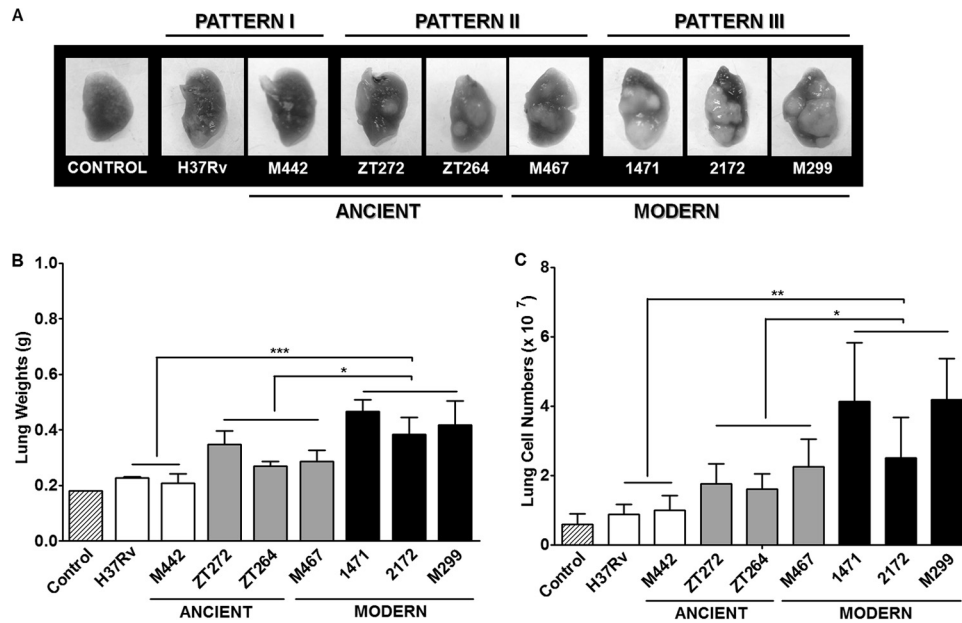 A
PATTERN I PATTERN II PATTERN III
CONTROL H37Rv M442 ZT272 ZT264 M467 1471 2172 M299
ANCIENT MODERN
B
Lung Weights (g)
1.0
0.8
0.6
0.4
0.2
0.0
***
*
Control H37Rv M442 ZT272 ZT264 M467 1471 2172 M299
ANCIENT MODERN
C
Lung Cell Numbers (x 10 7)
8
6
4
2
0
**
*
Control H37Rv M442 ZT272 ZT264 M467 1471 2172 M299
ANCIENT MODERN